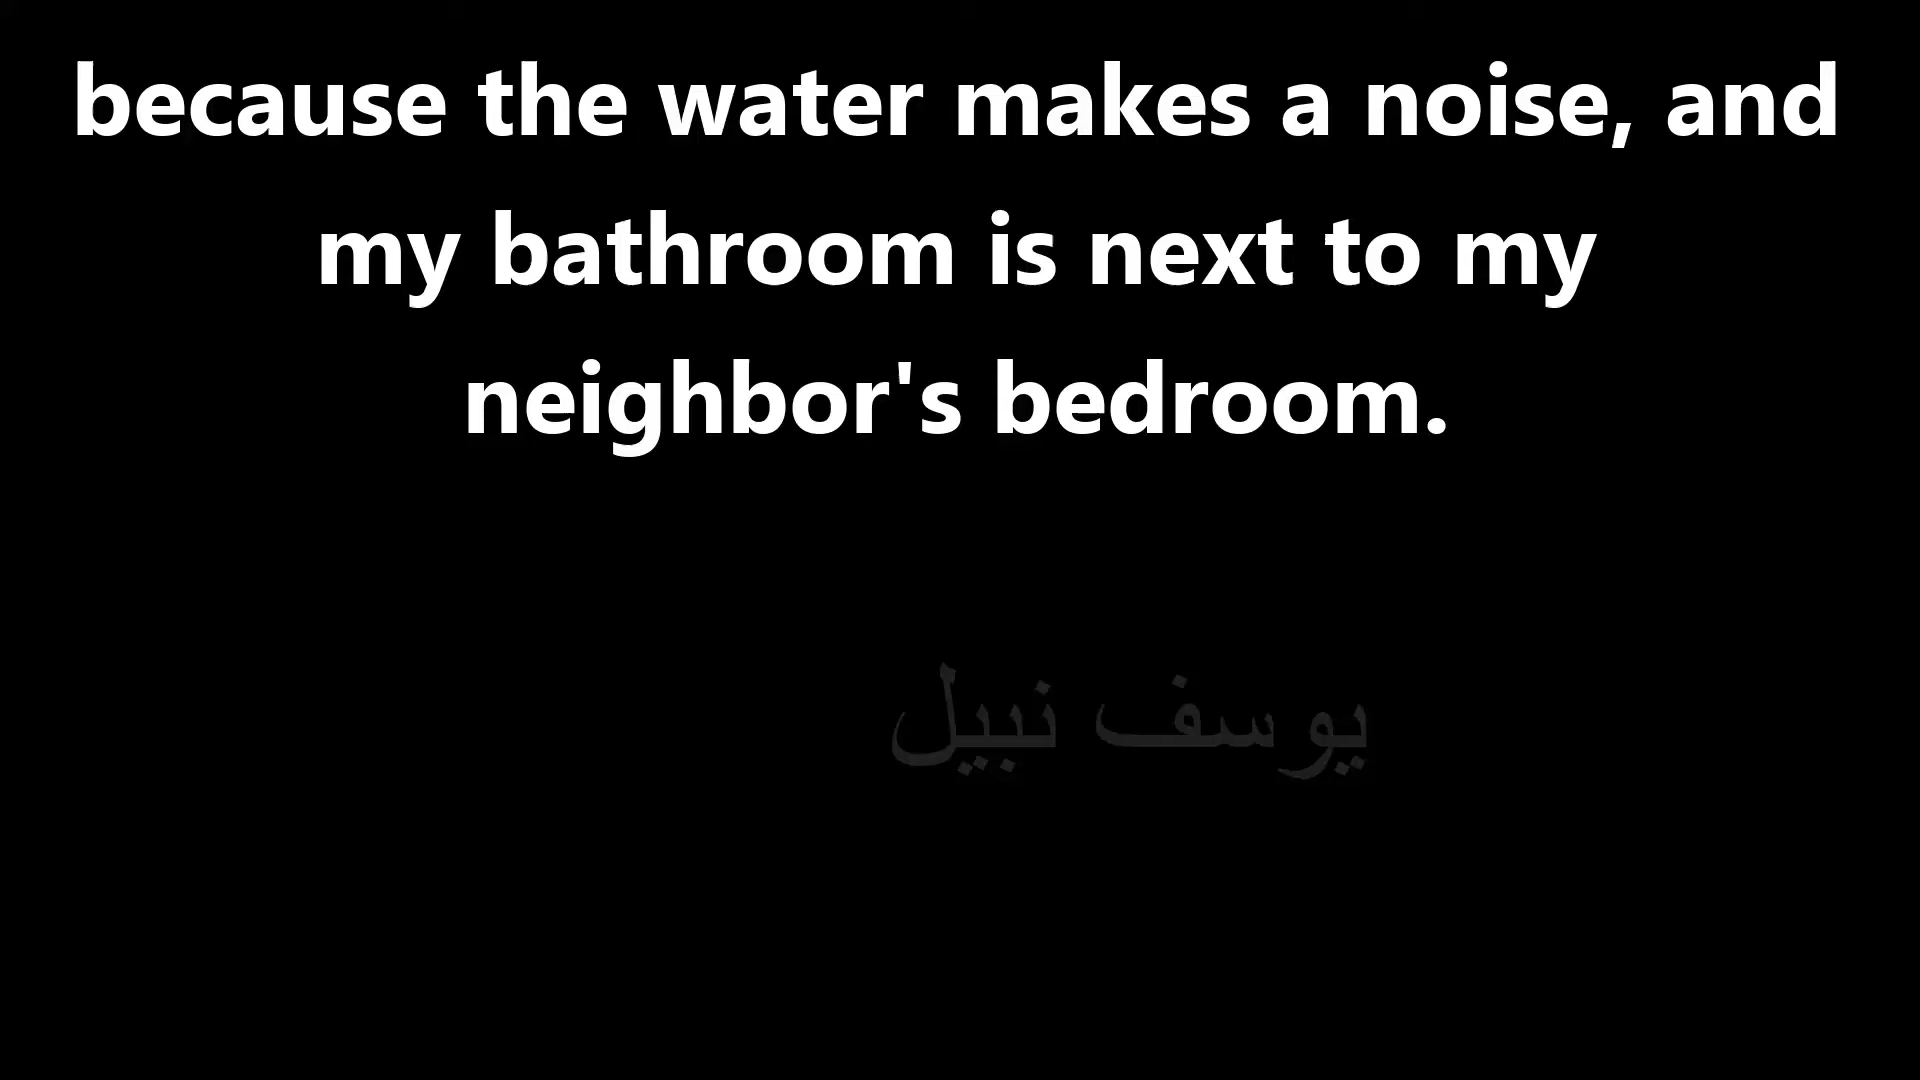 because the water makes a noise, and
my bathroom is next to my
neighbor's bedroom.
يوسف نبيل